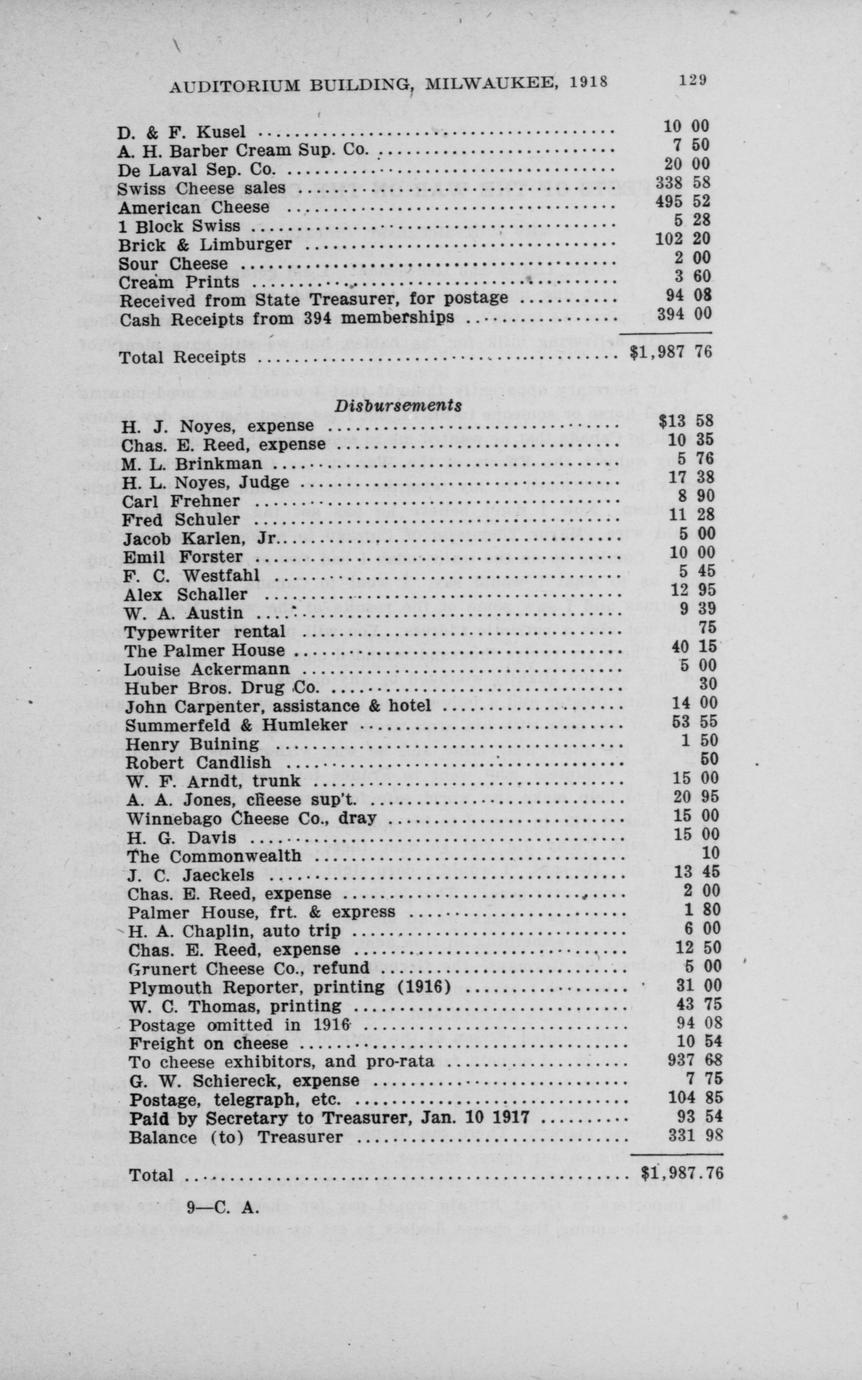 AUDITORIUM BUILDING, MILWAUKEE, 1918 129
D. & F. Kusel ........................................ 10 00
A. H. Barber Cream Sup. Co. .......................... 7 50
De Laval Sep. Co. .................................... 20 00
Swiss Cheese sales ................................... 338 58
American Cheese ...................................... 495 52
1 Block Swiss ........................................ 5 28
Brick & Limburger .................................... 102 20
Sour Cheese .......................................... 2 00
Cream Prints ......................................... 3 60
Received from State Treasurer, for postage ........... 94 08
Cash Receipts from 394 memberships ................... 394 00
Total Receipts ....................................... $1,987 76
Disbursements
H. J. Noyes, expense ................................. $13 58
Chas. E. Reed, expense ............................... 10 35
M. L. Brinkman ....................................... 5 76
H. L. Noyes, Judge ................................... 17 38
Carl Frehner ......................................... 8 90
Fred Schuler ......................................... 11 28
Jacob Karlen, Jr...................................... 5 00
Emil Forster ......................................... 10 00
F. C. Westfahl ....................................... 5 45
Alex Schaller ........................................ 12 95
W. A. Austin ......................................... 9 39
Typewriter rental .................................... 75
The Palmer House ..................................... 40 15
Louise Ackermann ..................................... 5 00
Huber Bros. Drug Co. ................................. 30
John Carpenter, assistance & hotel ................... 14 00
Summerfeld & Humleker ................................ 53 55
Henry Buining ........................................ 1 50
Robert Candlish ...................................... 50
W. F. Arndt, trunk ................................... 15 00
A. A. Jones, cheese sup't. ........................... 20 95
Winnebago Cheese Co., dray ........................... 15 00
H. G. Davis .......................................... 15 00
The Commonwealth ..................................... 10
J. C. Jaeckels ....................................... 13 45
Chas. E. Reed, expense ............................... 2 00
Palmer House, frt. & express ......................... 1 80
H. A. Chaplin, auto trip ............................. 6 00
Chas. E. Reed, expense ............................... 12 50
Grunert Cheese Co., refund ........................... 5 00
Plymouth Reporter, printing (1916) ................... 31 00
W. C. Thomas, printing ............................... 43 75
Postage omitted in 1916 .............................. 94 08
Freight on cheese .................................... 10 54
To cheese exhibitors, and pro-rata ................... 937 68
G. W. Schiereck, expense ............................. 7 75
Postage, telegraph, etc. ............................. 104 85
Paid by Secretary to Treasurer, Jan. 10 1917 ......... 93 54
Balance (to) Treasurer ............................... 331 98
Total ................................................ $1,987.76
9—C. A.